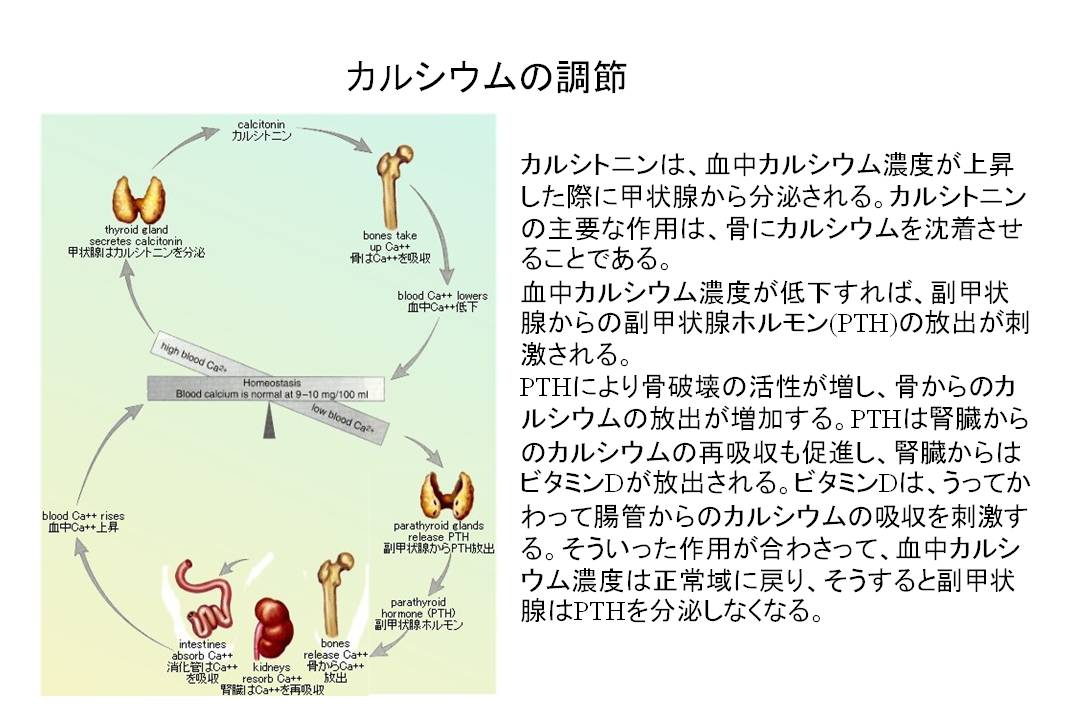 カルシウムの調節
calcitonin
カルシトニン
thyroid gland
secretes calcitonin
甲状腺はカルシトニンを分泌
bones take
up Ca++
骨はCa++を吸収
blood Ca++ lowers
血中Ca++低下
high blood Ca2+
Homeostasis
Blood calcium is normal at 9–10 mg/100 ml
low blood Ca2+
parathyroid glands
release PTH
副甲状腺からPTH放出
parathyroid
hormone (PTH)
副甲状腺ホルモン
bones
release Ca++
骨からCa++
放出
kidneys
resorb Ca++
腎臓はCa++を再吸収
intestines
absorb Ca++
消化管はCa++
を吸収
blood Ca++ rises
血中Ca++上昇
カルシトニンは、血中カルシウム濃度が上昇
した際に甲状腺から分泌される。カルシトニン
の主要な作用は、骨にカルシウムを沈着させ
ることである。
血中カルシウム濃度が低下すれば、副甲状
腺からの副甲状腺ホルモン(PTH)の放出が刺
激される。
PTHにより骨破壊の活性が増し、骨からのカ
ルシウムの放出が増加する。PTHは腎臓から
のカルシウムの再吸収も促進し、腎臓からは
ビタミンDが放出される。ビタミンDは、うってか
わって腸管からのカルシウムの吸収を刺激す
る。そういった作用が合わさって、血中カルシ
ウム濃度は正常域に戻り、そうすると副甲状
腺はPTHを分泌しなくなる。